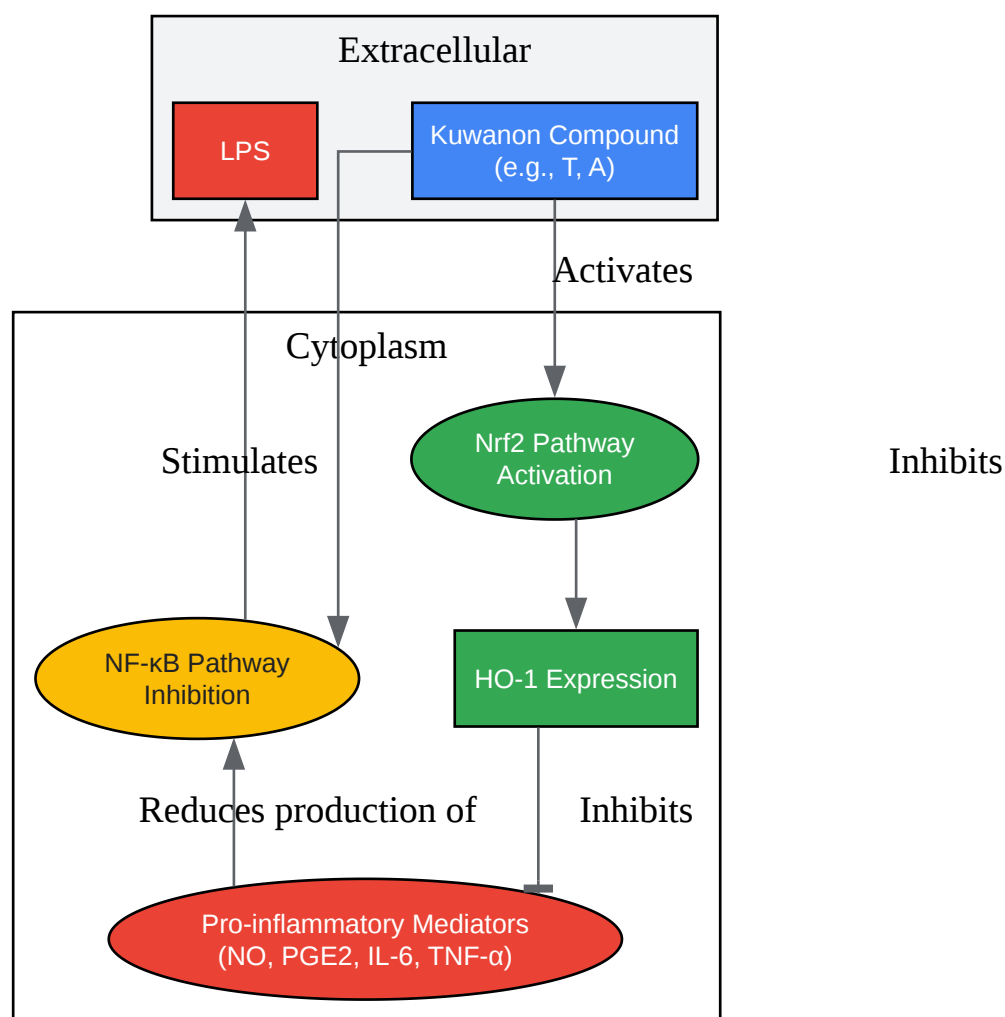 Extracellular
LPS
Kuwanon Compound
(e.g., T, A)
Activates
Cytoplasm
Stimulates
Nrf2 Pathway
Activation
Inhibits
NF-κB Pathway
Inhibition
HO-1 Expression
Reduces production of
Inhibits
Pro-inflammatory Mediators
(NO, PGE2, IL-6, TNF-α)